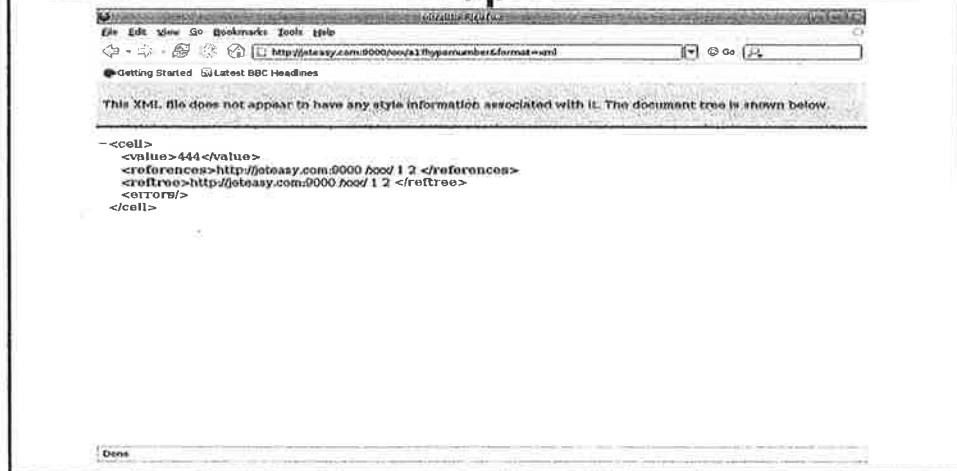 Mozilla Firefox
File Edit View Go Bookmarks Tools Help
http://joteasy.com:9000/ooo/a1?hypernumber&format=xml Go
Getting Started Latest BBC Headlines
This XML file does not appear to have any style information associated with it. The document tree is shown below.
−<cell>
<value>444</value>
<references>http://joteasy.com:9000 /ooo/ 1 2 </references>
<reftree>http://joteasy.com:9000 /ooo/ 1 2 </reftree>
<errors/>
</cell>
Done